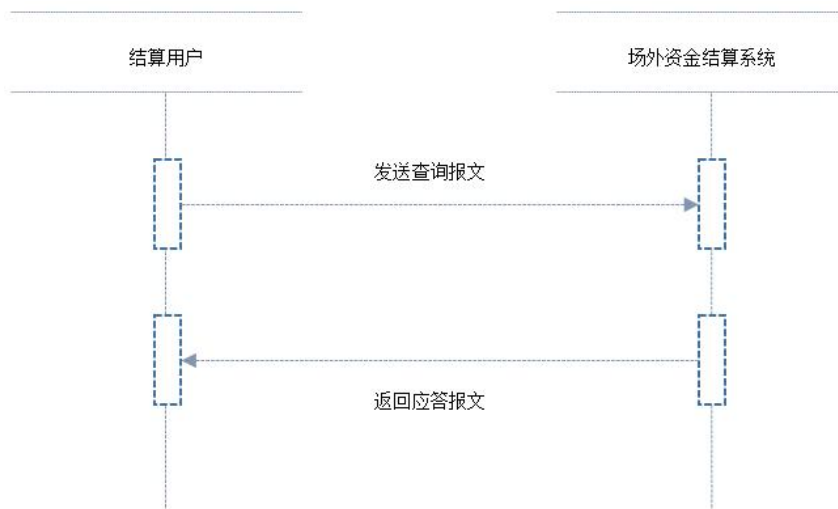 结算用户
场外资金结算系统
发送查询报文
返回应答报文